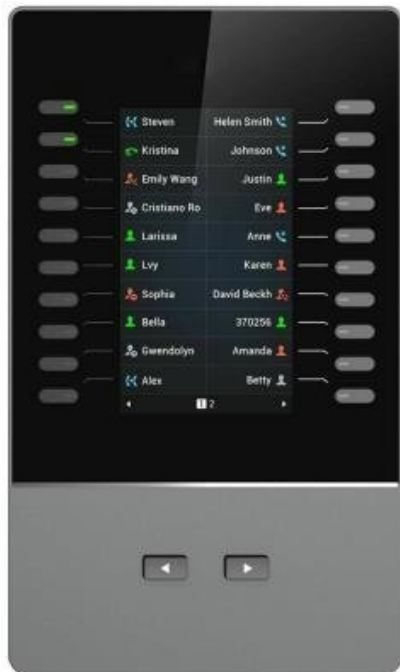 Steven Helen Smith
Kristina Johnson
Emily Wang Justin
Cristiano Ro Eve
Larissa Anne
Lvy Karen
Sophia David Beckh
Bella 370256
Gwendolyn Amanda
Alex Betty
1 2